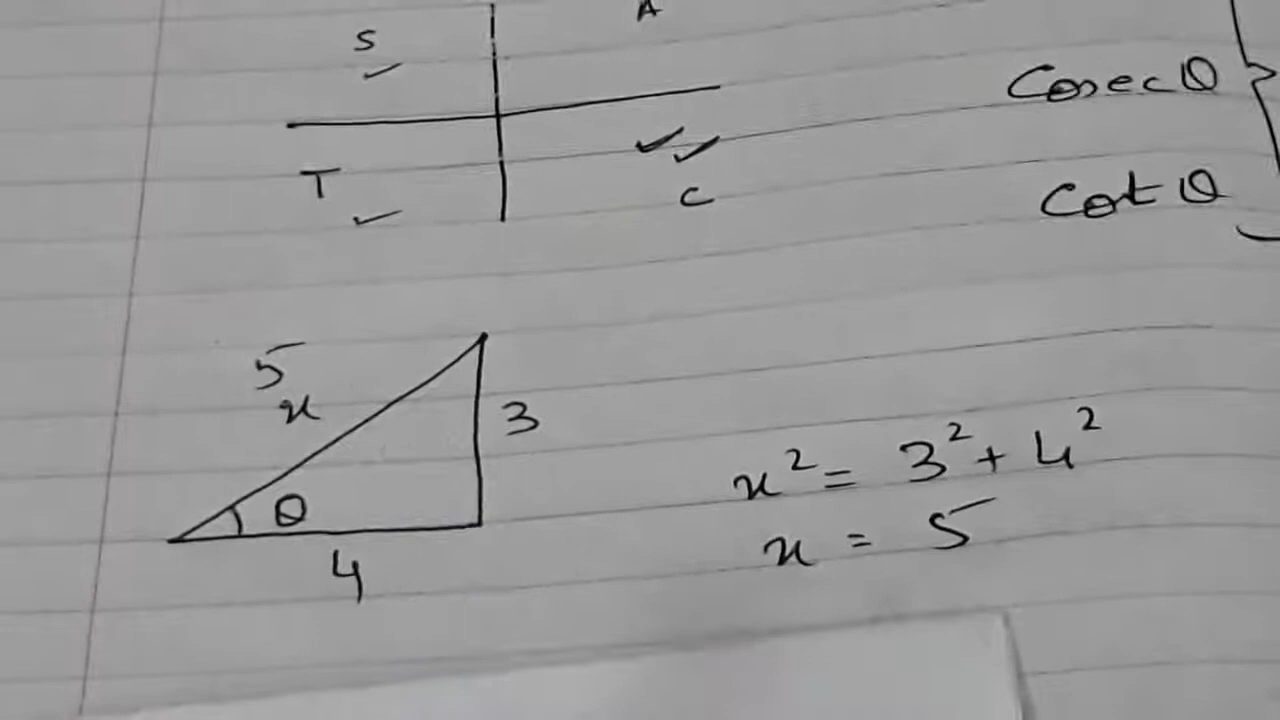 S
A
Cosec θ
T
C
Cot θ
5
x
3
θ
4
x² = 3² + 4²
x = 5